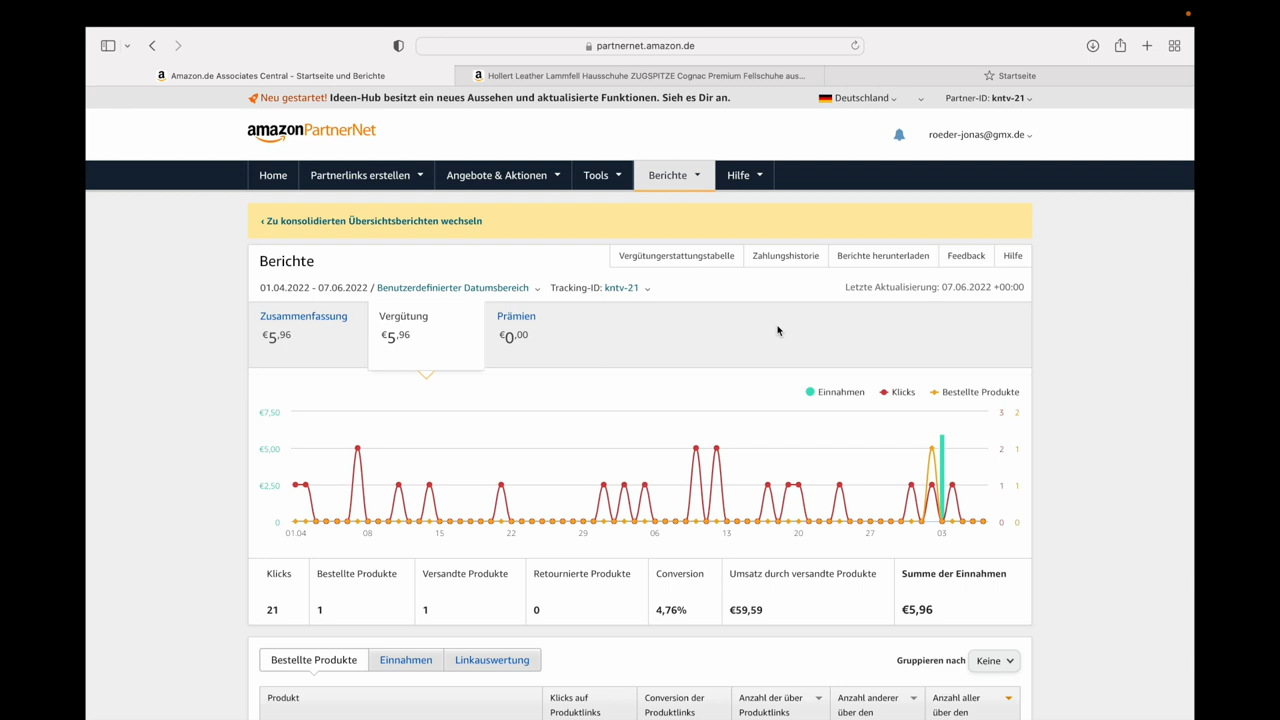 partnernet.amazon.de
Amazon.de Associates Central - Startseite und Berichte
Hollert Leather Lammfell Hausschuhe ZUGSPITZE Cognac Premium Fellschuhe aus...
Startseite
Neu gestartet! Ideen-Hub besitzt ein neues Aussehen und aktualisierte Funktionen. Sieh es Dir an.
Deutschland
Partner-ID: kntv-21
amazonPartnerNet
roeder-jonas@gmx.de
Home
Partnerlinks erstellen
Angebote & Aktionen
Tools
Berichte
Hilfe
‹ Zu konsolidierten Übersichtsberichten wechseln
Berichte
Vergütungerstattungstabelle
Zahlungshistorie
Berichte herunterladen
Feedback
Hilfe
01.04.2022 - 07.06.2022 / Benutzerdefinierter Datumsbereich
Tracking-ID: kntv-21
Letzte Aktualisierung: 07.06.2022 +00:00
Zusammenfassung
€5,96
Vergütung
€5,96
Prämien
€0,00
Einnahmen
Klicks
Bestellte Produkte
€7,50 3 2
€5,00 2 1
€2,50 1 1
0 0 0
01.04 08 15 22 29 06 13 20 27 03
Klicks
21
Bestellte Produkte
1
Versandte Produkte
1
Retournierte Produkte
0
Conversion
4,76%
Umsatz durch versandte Produkte
€59,59
Summe der Einnahmen
€5,96
Bestellte Produkte
Einnahmen
Linkauswertung
Gruppieren nach
Keine
Produkt
Klicks auf
Produktlinks
Conversion der
Produktlinks
Anzahl der über
Produktlinks
Anzahl anderer
über den
Anzahl aller
über den